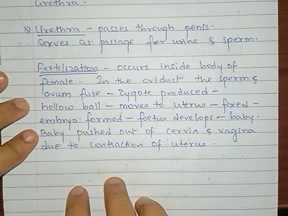 Urethra.
3) Urethra - passes through penis.
Serves as passage for urine & sperm.
Fertilization - occurs inside body of
female. In the oviduct the sperm &
ovum fuse - Zygote produced -
hollow ball - moves to uterus - fixed -
embryo formed - foetus develops - baby.
Baby pushed out of cervix & vagina
due to contraction of uterus.